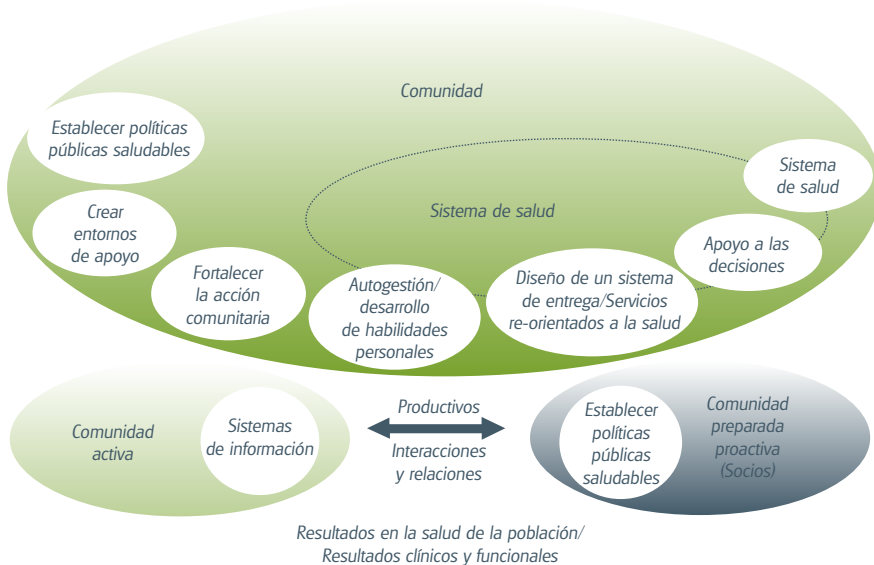 Comunidad
Establecer políticas
públicas saludables
Crear
entornos
de apoyo
Fortalecer
la acción
comunitaria
Sistema de salud
Autogestión/
desarrollo
de habilidades
personales
Diseño de un sistema
de entrega/Servicios
re-orientados a la salud
Apoyo a las
decisiones
Sistema
de salud
Comunidad
activa
Sistemas
de información
Productivos
Interacciones
y relaciones
Establecer
políticas
públicas
saludables
Comunidad
preparada
proactiva
(Socios)
Resultados en la salud de la población/
Resultados clínicos y funcionales